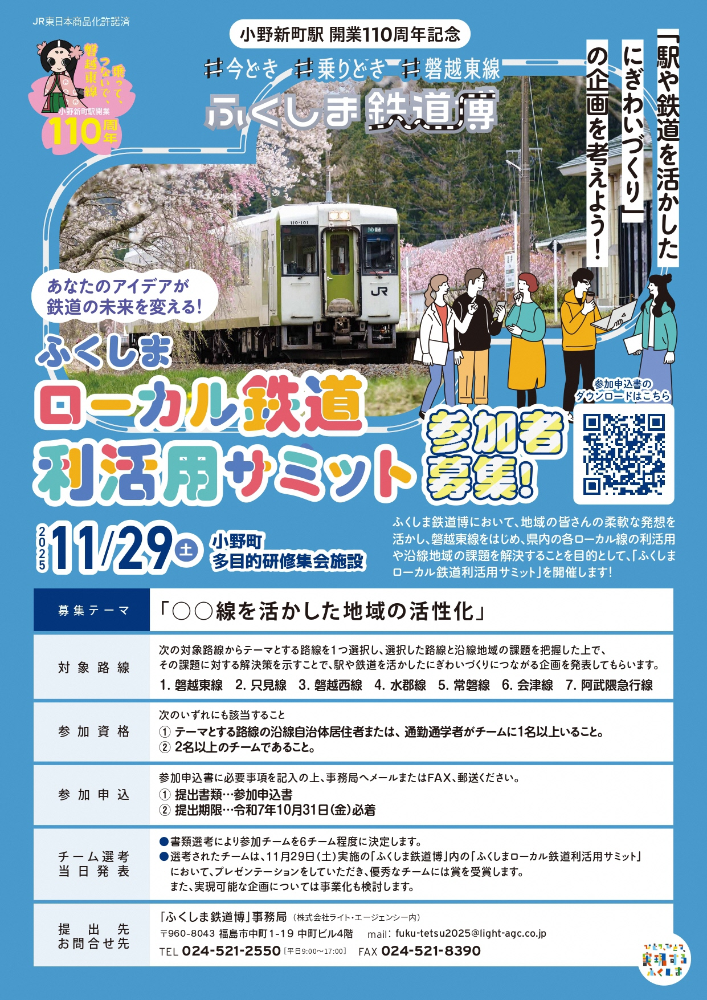 JR東日本商品化許諾済
乗って、
つないで、
磐越東線
小野新町駅開業
110周年
小野新町駅 開業110周年記念
#今どき #乗りどき #磐越東線
ふくしま鉄道博
「駅や鉄道を活かした
にぎわいづくり」
の企画を考えよう!
110-101
JR
あなたのアイデアが
鉄道の未来を変える!
ふくしま
ローカル鉄道
利活用サミット
参加者
募集!
参加申込書の
ダウンロードはこちら
2025
11/29土
小野町
多目的研修集会施設
ふくしま鉄道博において、地域の皆さんの柔軟な発想を
活かし、磐越東線をはじめ、県内の各ローカル線の利活用
や沿線地域の課題を解決することを目的として、「ふくしま
ローカル鉄道利活用サミット」を開催します!
募集テーマ
「○○線を活かした地域の活性化」
対象路線
次の対象路線からテーマとする路線を1つ選択し、選択した路線と沿線地域の課題を把握した上で、
その課題に対する解決策を示すことで、駅や鉄道を活かしたにぎわいづくりにつながる企画を発表してもらいます。
1. 磐越東線 2. 只見線 3. 磐越西線 4. 水郡線 5. 常磐線 6. 会津線 7. 阿武隈急行線
参加資格
次のいずれにも該当すること
① テーマとする路線の沿線自治体居住者または、通勤通学者がチームに1名以上いること。
② 2名以上のチームであること。
参加申込
参加申込書に必要事項を記入の上、事務局へメールまたはFAX、郵送ください。
① 提出書類…参加申込書
② 提出期限…令和7年10月31日(金)必着
チーム選考
当日発表
●書類選考により参加チームを6チーム程度に決定します。
●選考されたチームは、11月29日(土)実施の「ふくしま鉄道博」内の「ふくしまローカル鉄道利活用サミット」
において、プレゼンテーションをしていただき、優秀なチームには賞を受賞します。
また、実現可能な企画については事業化も検討します。
提出先
お問合せ先
「ふくしま鉄道博」事務局(株式会社ライト・エージェンシー内)
〒960-8043 福島市中町1-19 中町ビル4階 mail: fuku-tetsu2025@light-agc.co.jp
TEL 024-521-2550 [平日9:00〜17:00] FAX 024-521-8390
ひとつ、ひとつ、
実現する
ふくしま